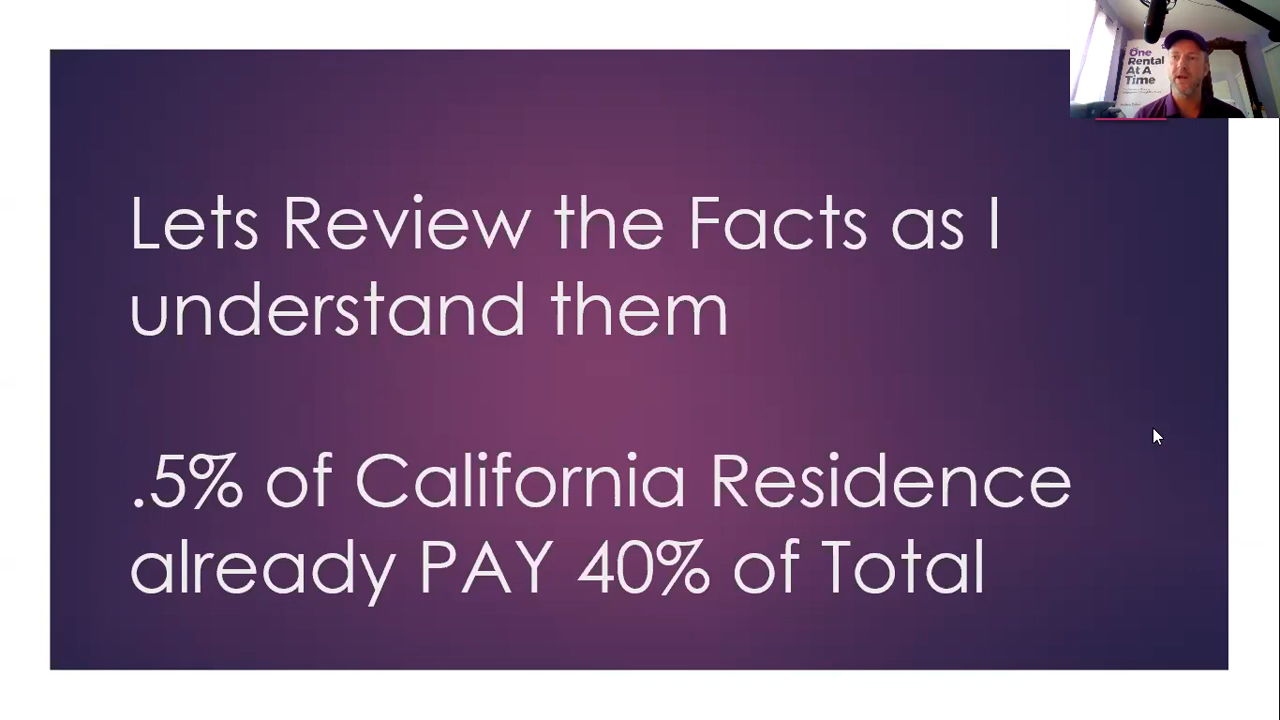 One
Rental
At A
Time
Lets Review the Facts as I
understand them
.5% of California Residence
already PAY 40% of Total